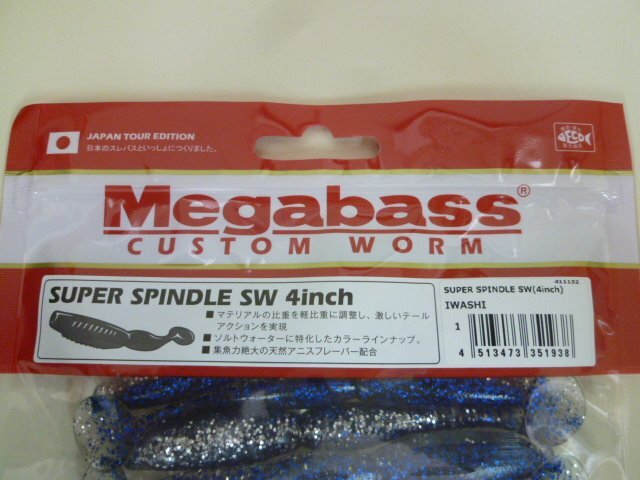 JAPAN TOUR EDITION
日本のスレバスといっしょにつくりました。
ECO
Megabass®
CUSTOM WORM
SUPER SPINDLE SW 4inch
■ マテリアルの比重を軽比重に調整し、激しいテール
アクションを実現
■ ソルトウォーターに特化したカラーラインナップ。
■ 集魚力絶大の天然アニスフレーバー配合
411132
SUPER SPINDLE SW(4inch)
IWASHI
1
4 513473 351938